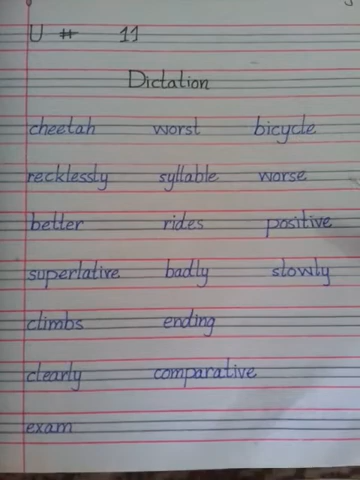 U # 11
Dictation
cheetah worst bicycle
recklessly syllable worse
better rides positive
superlative badly slowly
climbs ending
clearly comparative
exam